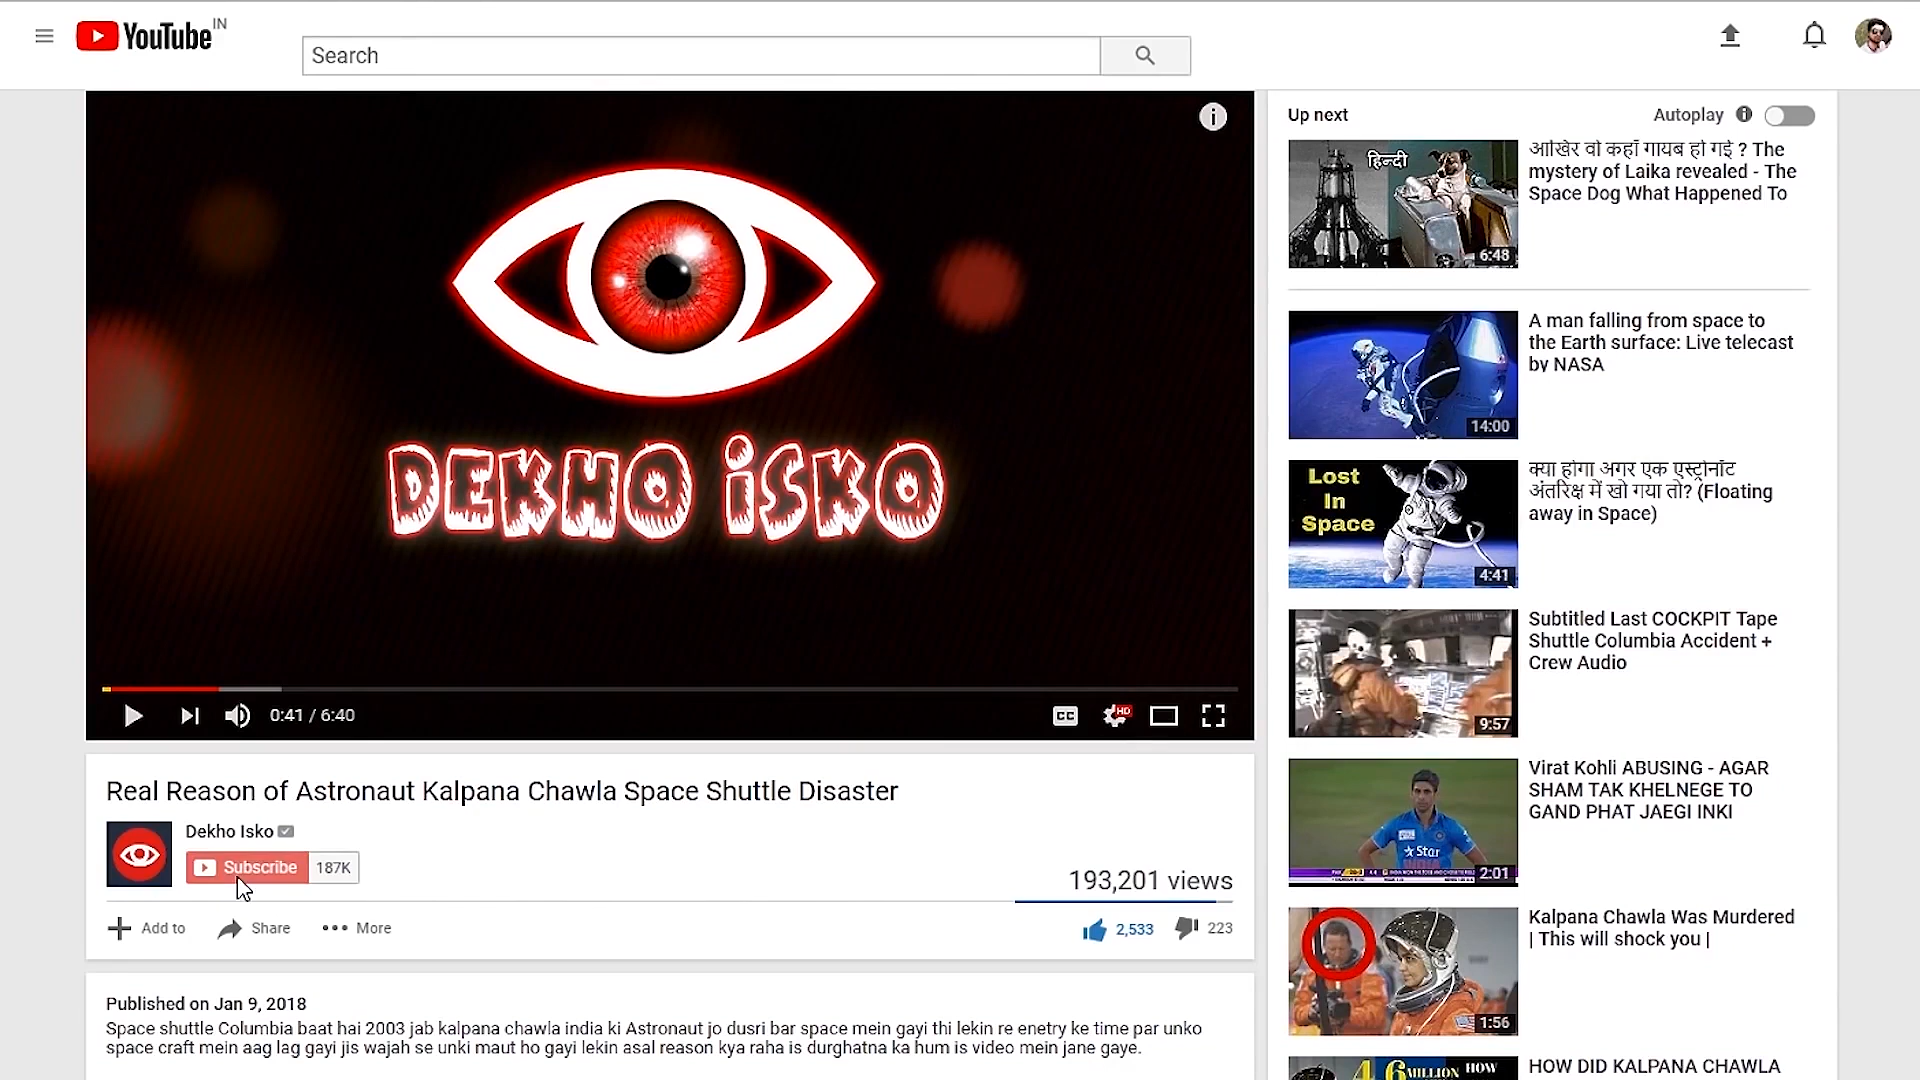 YouTube IN
Search
DEKHO ISKO
0:41 / 6:40
CC
HD
Real Reason of Astronaut Kalpana Chawla Space Shuttle Disaster
Dekho Isko
Subscribe 187K
193,201 views
Add to Share More
2,533 223
Published on Jan 9, 2018
Space shuttle Columbia baat hai 2003 jab kalpana chawla india ki Astronaut jo dusri bar space mein gayi thi lekin re enetry ke time par unko
space craft mein aag lag gayi jis wajah se unki maut ho gayi lekin asal reason kya raha is durghatna ka hum is video mein jane gaye.
Up next
Autoplay
हिन्दी
6:48
आखिर वो कहाँ गायब हो गई ? The
mystery of Laika revealed - The
Space Dog What Happened To
14:00
A man falling from space to
the Earth surface: Live telecast
by NASA
Lost
In
Space
4:41
क्या होगा अगर एक एस्ट्रोनॉट
अंतरिक्ष में खो गया तो? (Floating
away in Space)
9:57
Subtitled Last COCKPIT Tape
Shuttle Columbia Accident +
Crew Audio
Star
INDIA
2:01
Virat Kohli ABUSING - AGAR
SHAM TAK KHELNEGE TO
GAND PHAT JAEGI INKI
1:56
Kalpana Chawla Was Murdered
| This will shock you |
MILLION HOW
HOW DID KALPANA CHAWLA